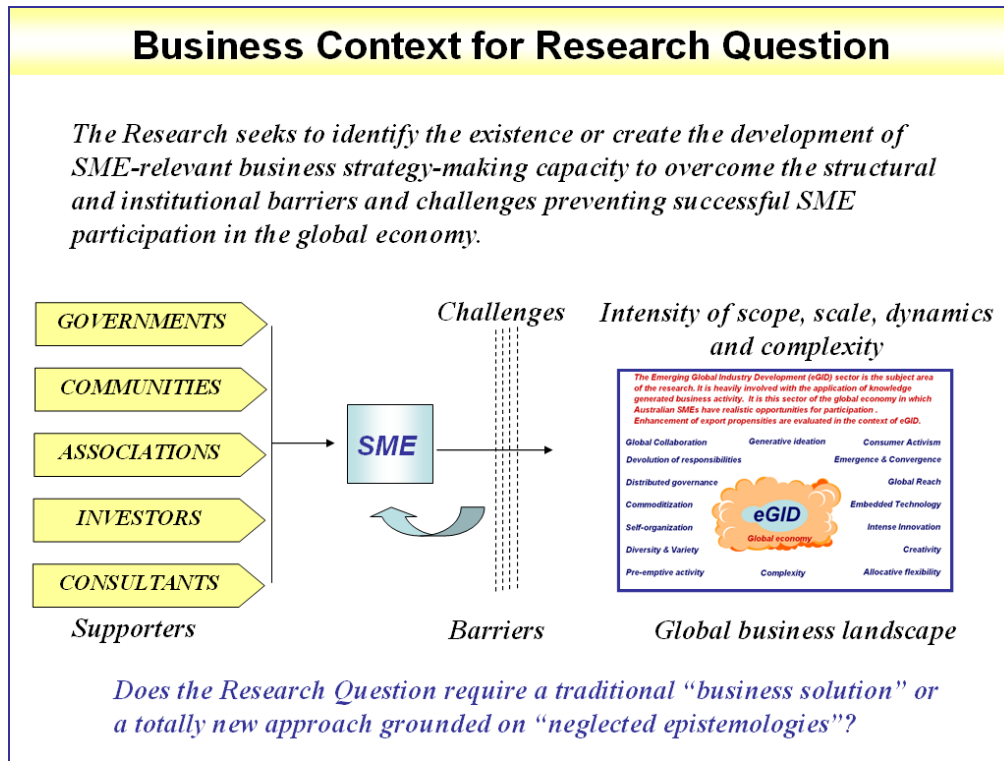 Business Context for Research Question
The Research seeks to identify the existence or create the development of
SME-relevant business strategy-making capacity to overcome the structural
and institutional barriers and challenges preventing successful SME
participation in the global economy.
GOVERNMENTS
COMMUNITIES
ASSOCIATIONS
INVESTORS
CONSULTANTS
Supporters
SME
Challenges
Barriers
Intensity of scope, scale, dynamics
and complexity
The Emerging Global Industry Development (eGID) sector is the subject area
of the research. It is heavily involved with the application of knowledge
generated business activity. It is this sector of the global economy in which
Australian SMEs have realistic opportunities for participation .
Enhancement of export propensities are evaluated in the context of eGID.
Global Collaboration
Generative ideation
Consumer Activism
Devolution of responsibilities
Emergence & Convergence
Distributed governance
Global Reach
Commoditization
Embedded Technology
eGID
Self-organization
Intense Innovation
Global economy
Diversity & Variety
Creativity
Pre-emptive activity
Complexity
Allocative flexibility
Global business landscape
Does the Research Question require a traditional “business solution” or
a totally new approach grounded on “neglected epistemologies”?